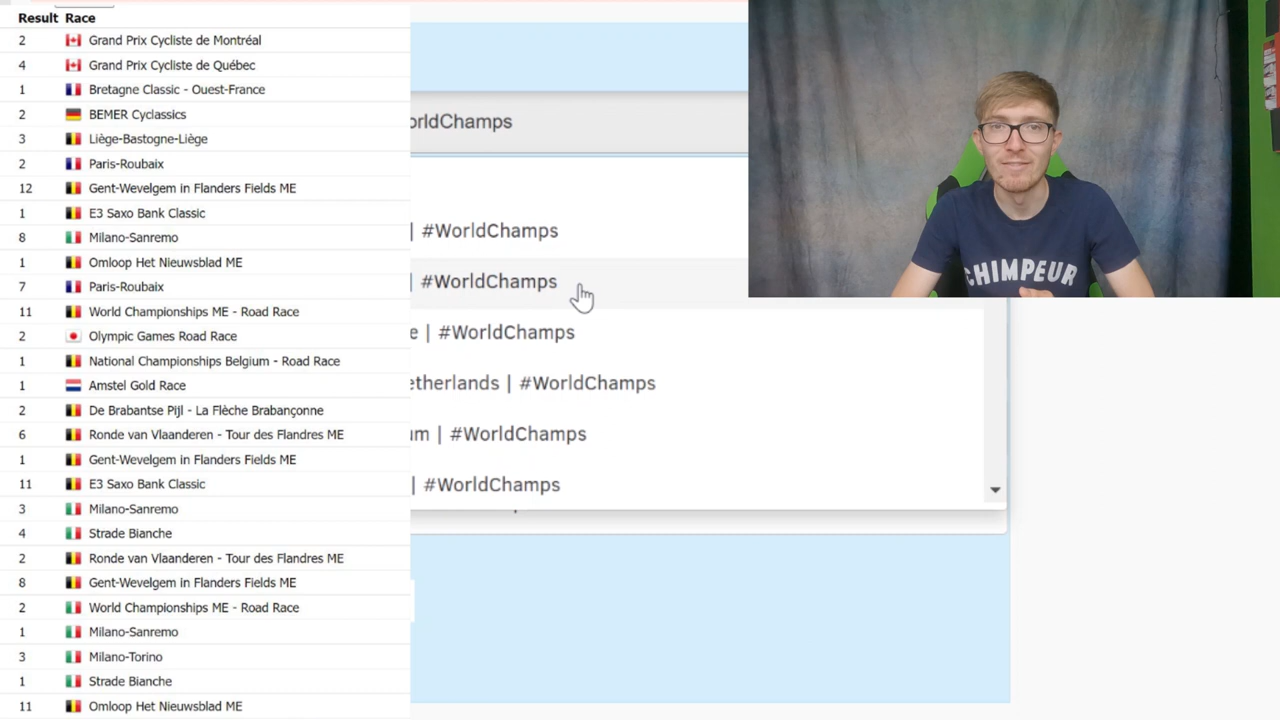 Result Race
2 Grand Prix Cycliste de Montréal
4 Grand Prix Cycliste de Québec
1 Bretagne Classic - Ouest-France
2 BEMER Cyclassics
3 Liège-Bastogne-Liège
2 Paris-Roubaix
12 Gent-Wevelgem in Flanders Fields ME
1 E3 Saxo Bank Classic
8 Milano-Sanremo
1 Omloop Het Nieuwsblad ME
7 Paris-Roubaix
11 World Championships ME - Road Race
2 Olympic Games Road Race
1 National Championships Belgium - Road Race
1 Amstel Gold Race
2 De Brabantse Pijl - La Flèche Brabançonne
6 Ronde van Vlaanderen - Tour des Flandres ME
1 Gent-Wevelgem in Flanders Fields ME
11 E3 Saxo Bank Classic
3 Milano-Sanremo
4 Strade Bianche
2 Ronde van Vlaanderen - Tour des Flandres ME
8 Gent-Wevelgem in Flanders Fields ME
2 World Championships ME - Road Race
1 Milano-Sanremo
3 Milano-Torino
1 Strade Bianche
11 Omloop Het Nieuwsblad ME
orldChamps
| #WorldChamps
| #WorldChamps
e | #WorldChamps
etherlands | #WorldChamps
um | #WorldChamps
| #WorldChamps
CHIMPEUR